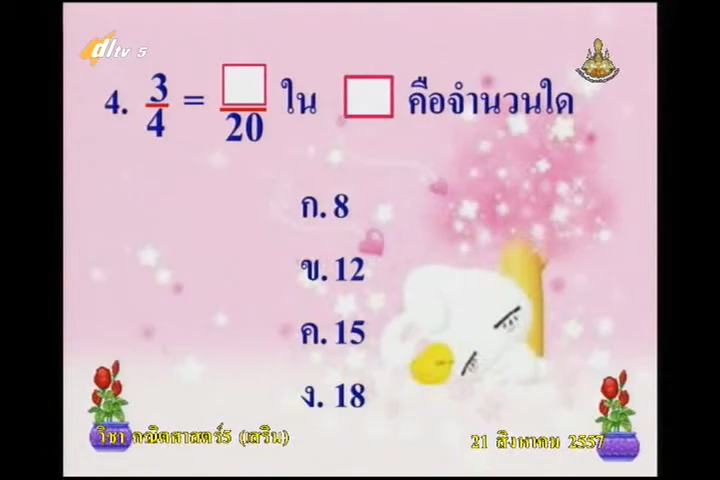 dltv 5
4. 3/4 = □/20 ใน □ คือจำนวนใด
ก. 8
ข. 12
ค. 15
ง. 18
วิชา คณิตศาสตร์5 (เสริม)
21 สิงหาคม 2557